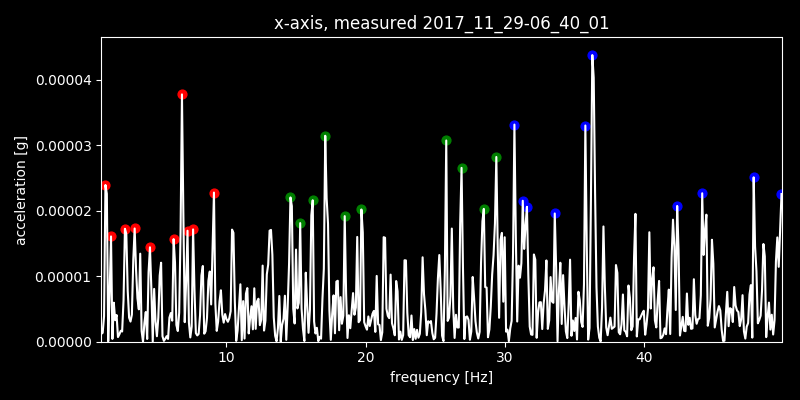 x-axis, measured 2017_11_29-06_40_01
0.00004
0.00003
0.00002
0.00001
0.00000
acceleration [g]
10 20 30 40
frequency [Hz]